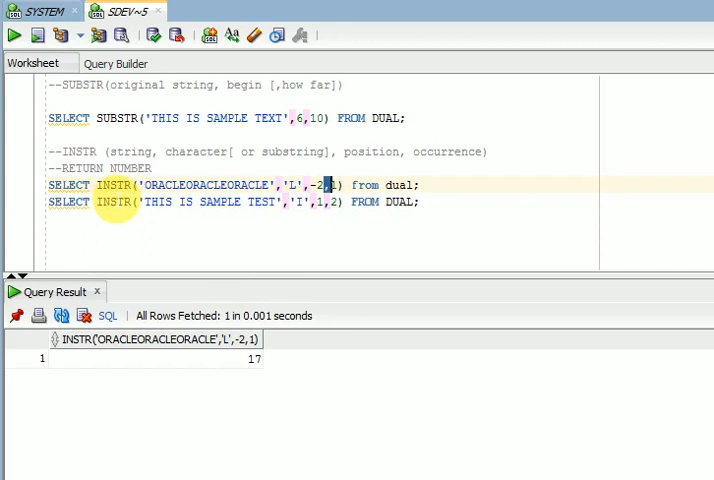 SYSTEM SDEV~5
Worksheet Query Builder
--SUBSTR(original string, begin [,how far])
SELECT SUBSTR('THIS IS SAMPLE TEXT',6,10) FROM DUAL;
--INSTR (string, character[ or substring], position, occurrence)
--RETURN NUMBER
SELECT INSTR('ORACLEORACLEORACLE','L',-2,1) from dual;
SELECT INSTR('THIS IS SAMPLE TEST','I',1,2) FROM DUAL;
Query Result
SQL | All Rows Fetched: 1 in 0.001 seconds
INSTR('ORACLEORACLEORACLE','L',-2,1)
1 17